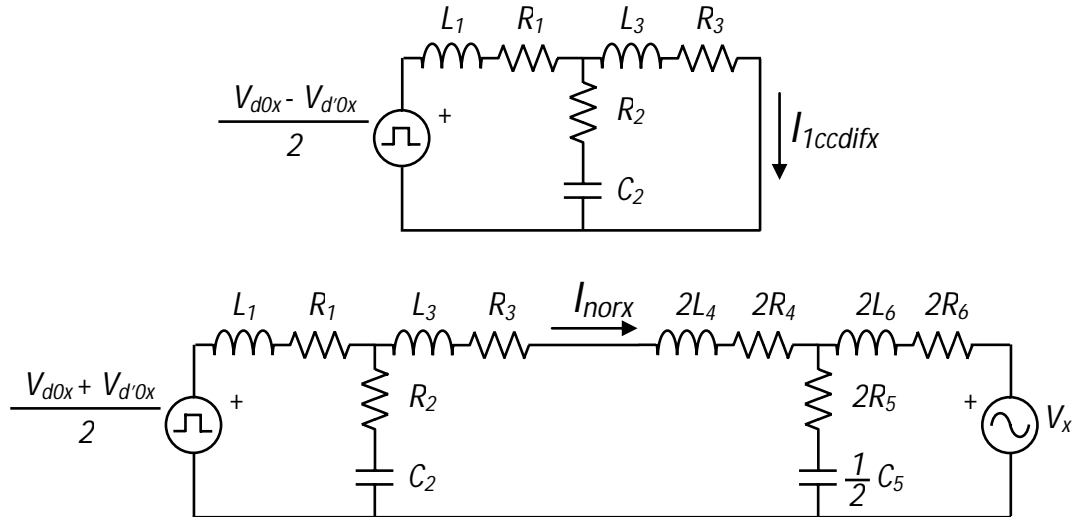 L1 R1 L3 R3
Vd0x - Vd'0x
2
+
R2
I1ccdifx
C2
L1 R1 L3 R3 Inorx 2L4 2R4 2L6 2R6
Vd0x + Vd'0x
2
+
R2
2R5
+
Vx
C2
1
2
C5